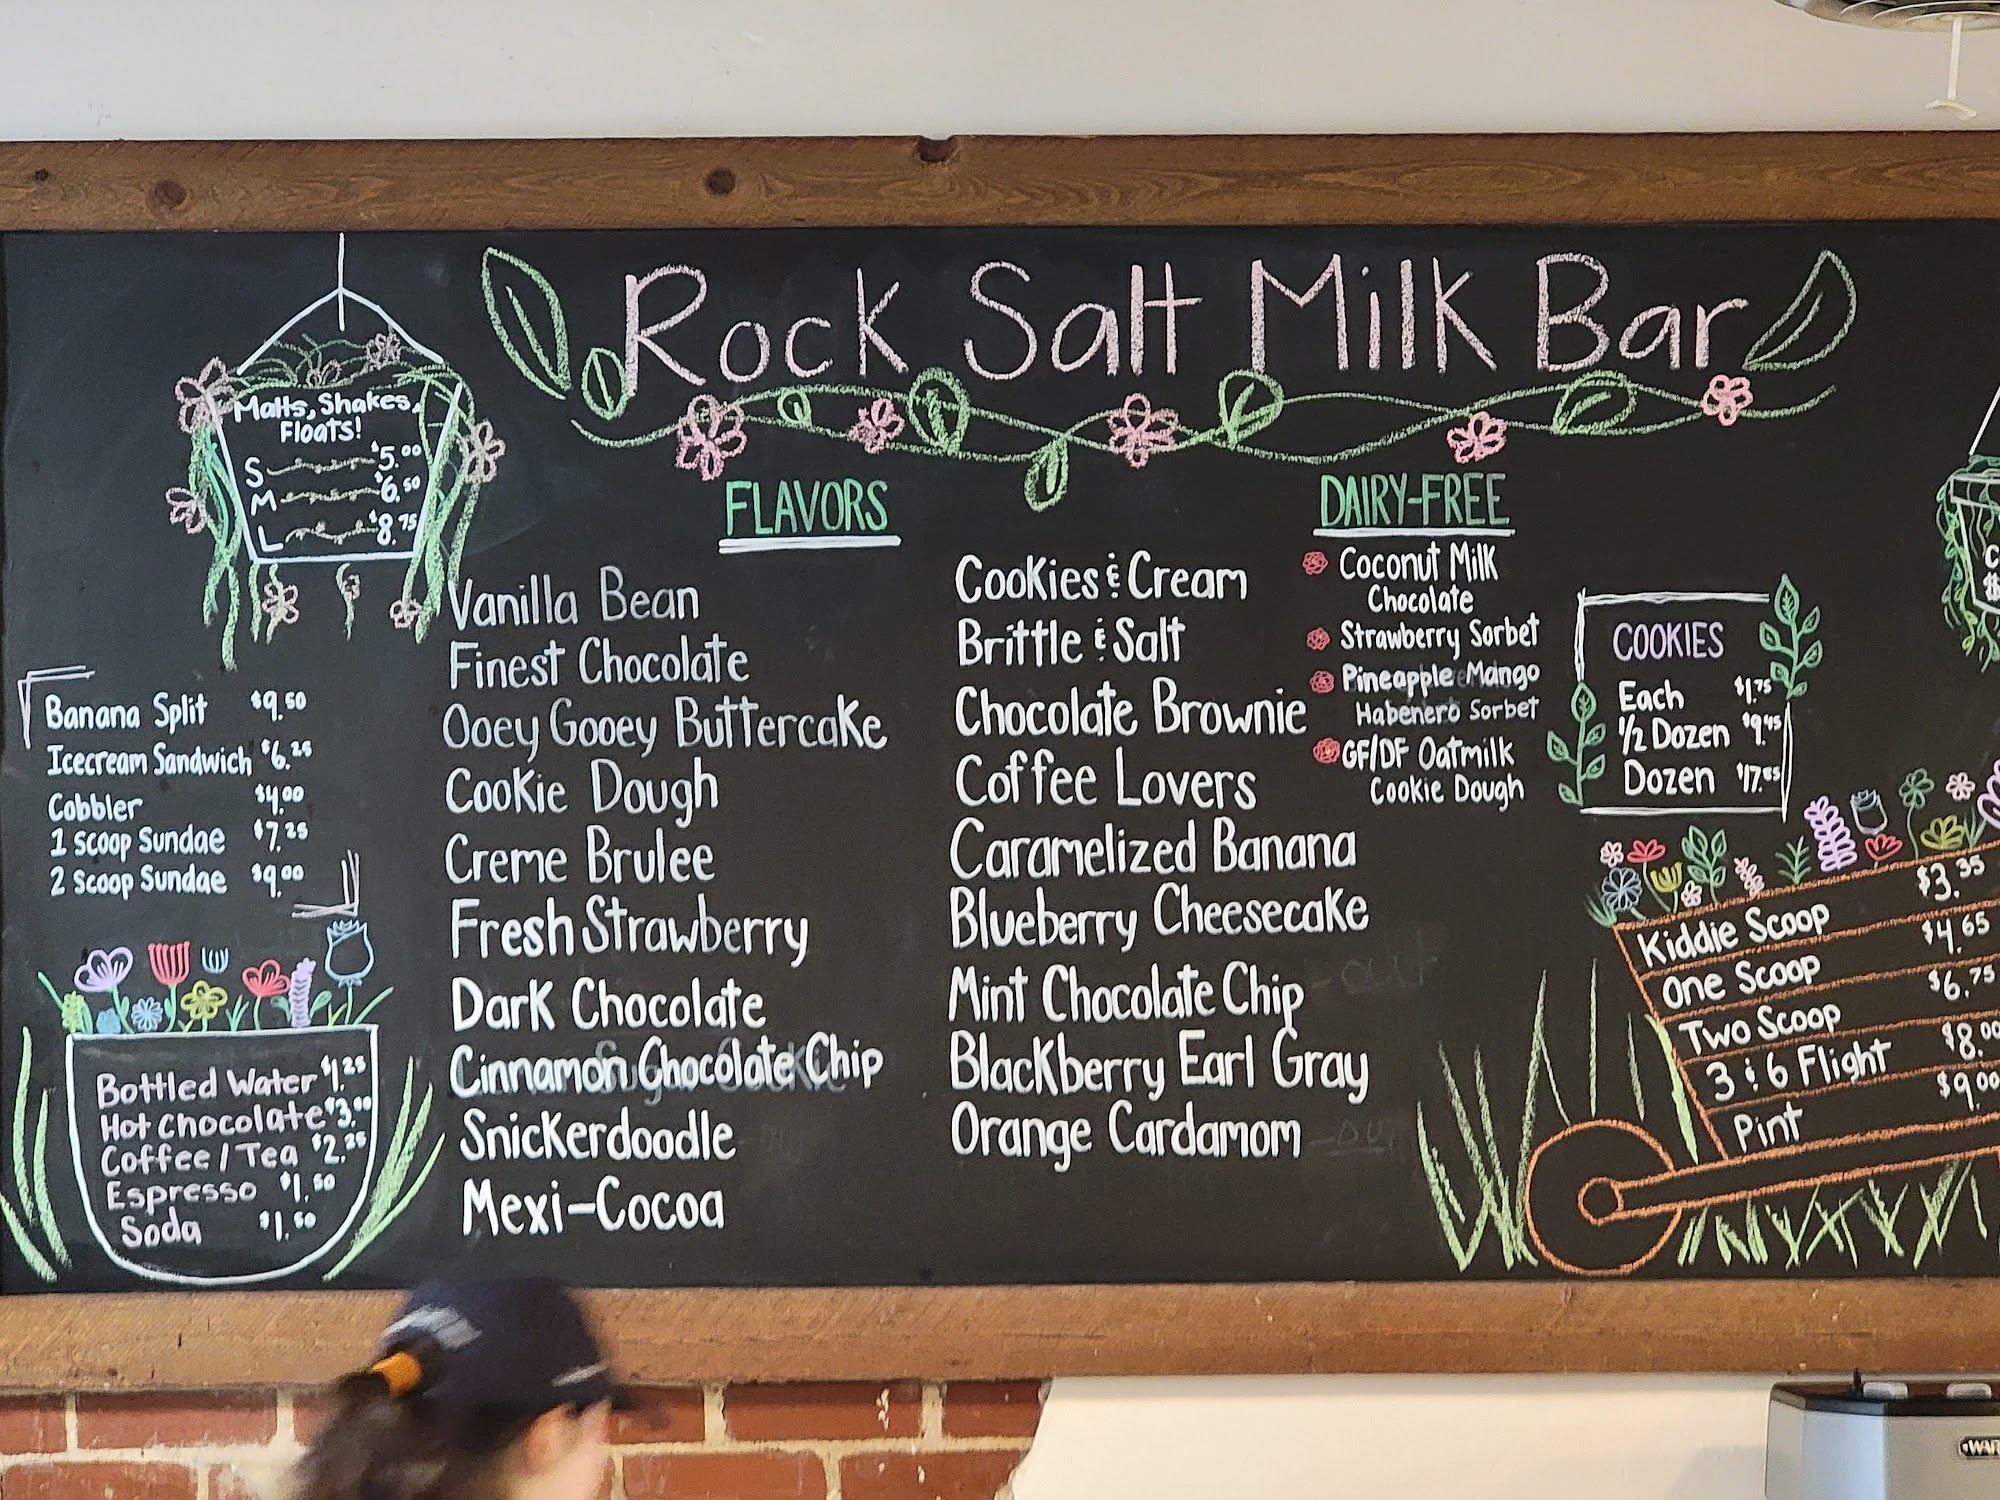 Rock Salt Milk Bar
Malts, Shakes,
Floats!
S $5.00
M $6.50
L $8.75
Banana Split $9.50
Icecream Sandwich $6.25
Cobbler $4.00
1 Scoop Sundae $7.25
2 Scoop Sundae $9.00
Bottled Water $1.25
Hot Chocolate $3.00
Coffee / Tea $2.25
Espresso $1.50
Soda $1.50
FLAVORS
Vanilla Bean
Finest Chocolate
Ooey Gooey Buttercake
Cookie Dough
Creme Brulee
Fresh Strawberry
Dark Chocolate
Cinnamon Chocolate Chip
Snickerdoodle
Mexi-Cocoa
Cookies & Cream
Brittle & Salt
Chocolate Brownie
Coffee Lovers
Caramelized Banana
Blueberry Cheesecake
Mint Chocolate Chip
Blackberry Earl Gray
Orange Cardamom
DAIRY-FREE
Coconut Milk
Chocolate
Strawberry Sorbet
Pineapple Mango
Habenero Sorbet
GF/DF Oatmilk
Cookie Dough
COOKIES
Each $1.75
1/2 Dozen $9.45
Dozen
Kiddie Scoop $3.35
One Scoop $4.65
Two Scoop $6.75
3 & 6 Flight $8.00
Pint $9.00